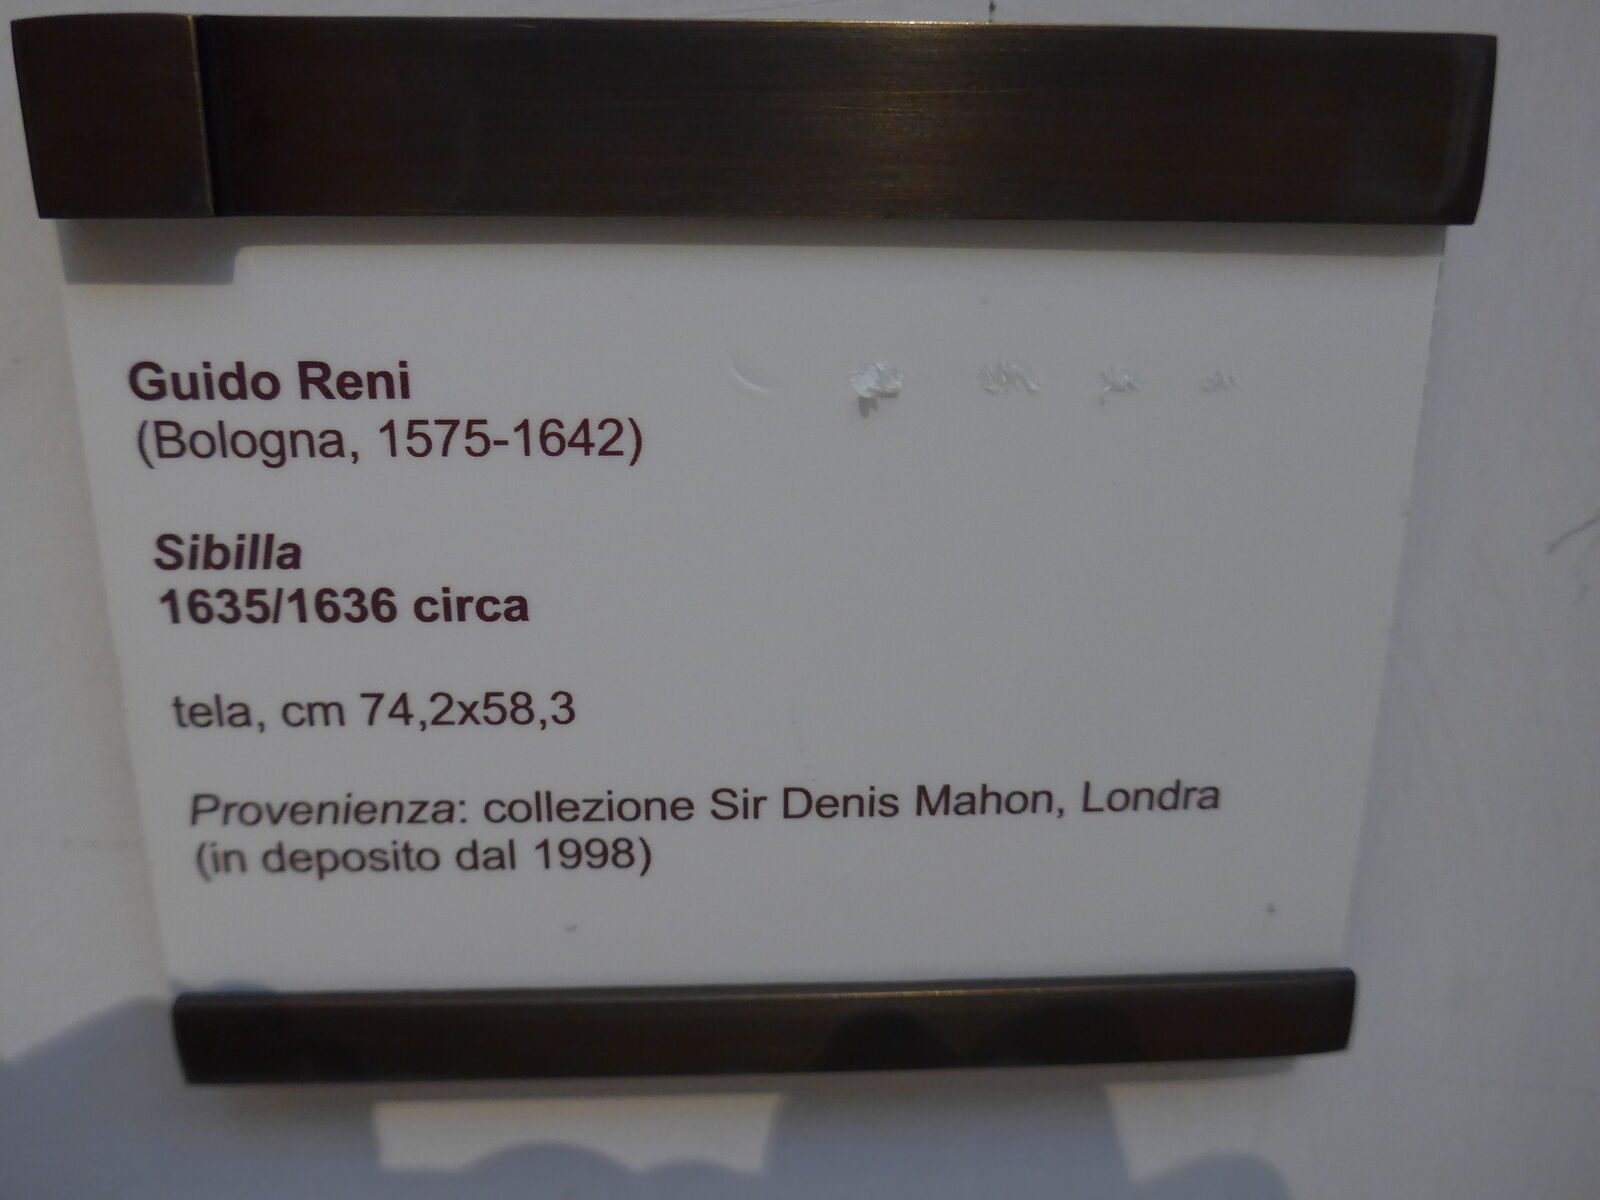 Guido Reni
(Bologna, 1575-1642)
Sibilla
1635/1636 circa
tela, cm 74,2x58,3
Provenienza: collezione Sir Denis Mahon, Londra
(in deposito dal 1998)